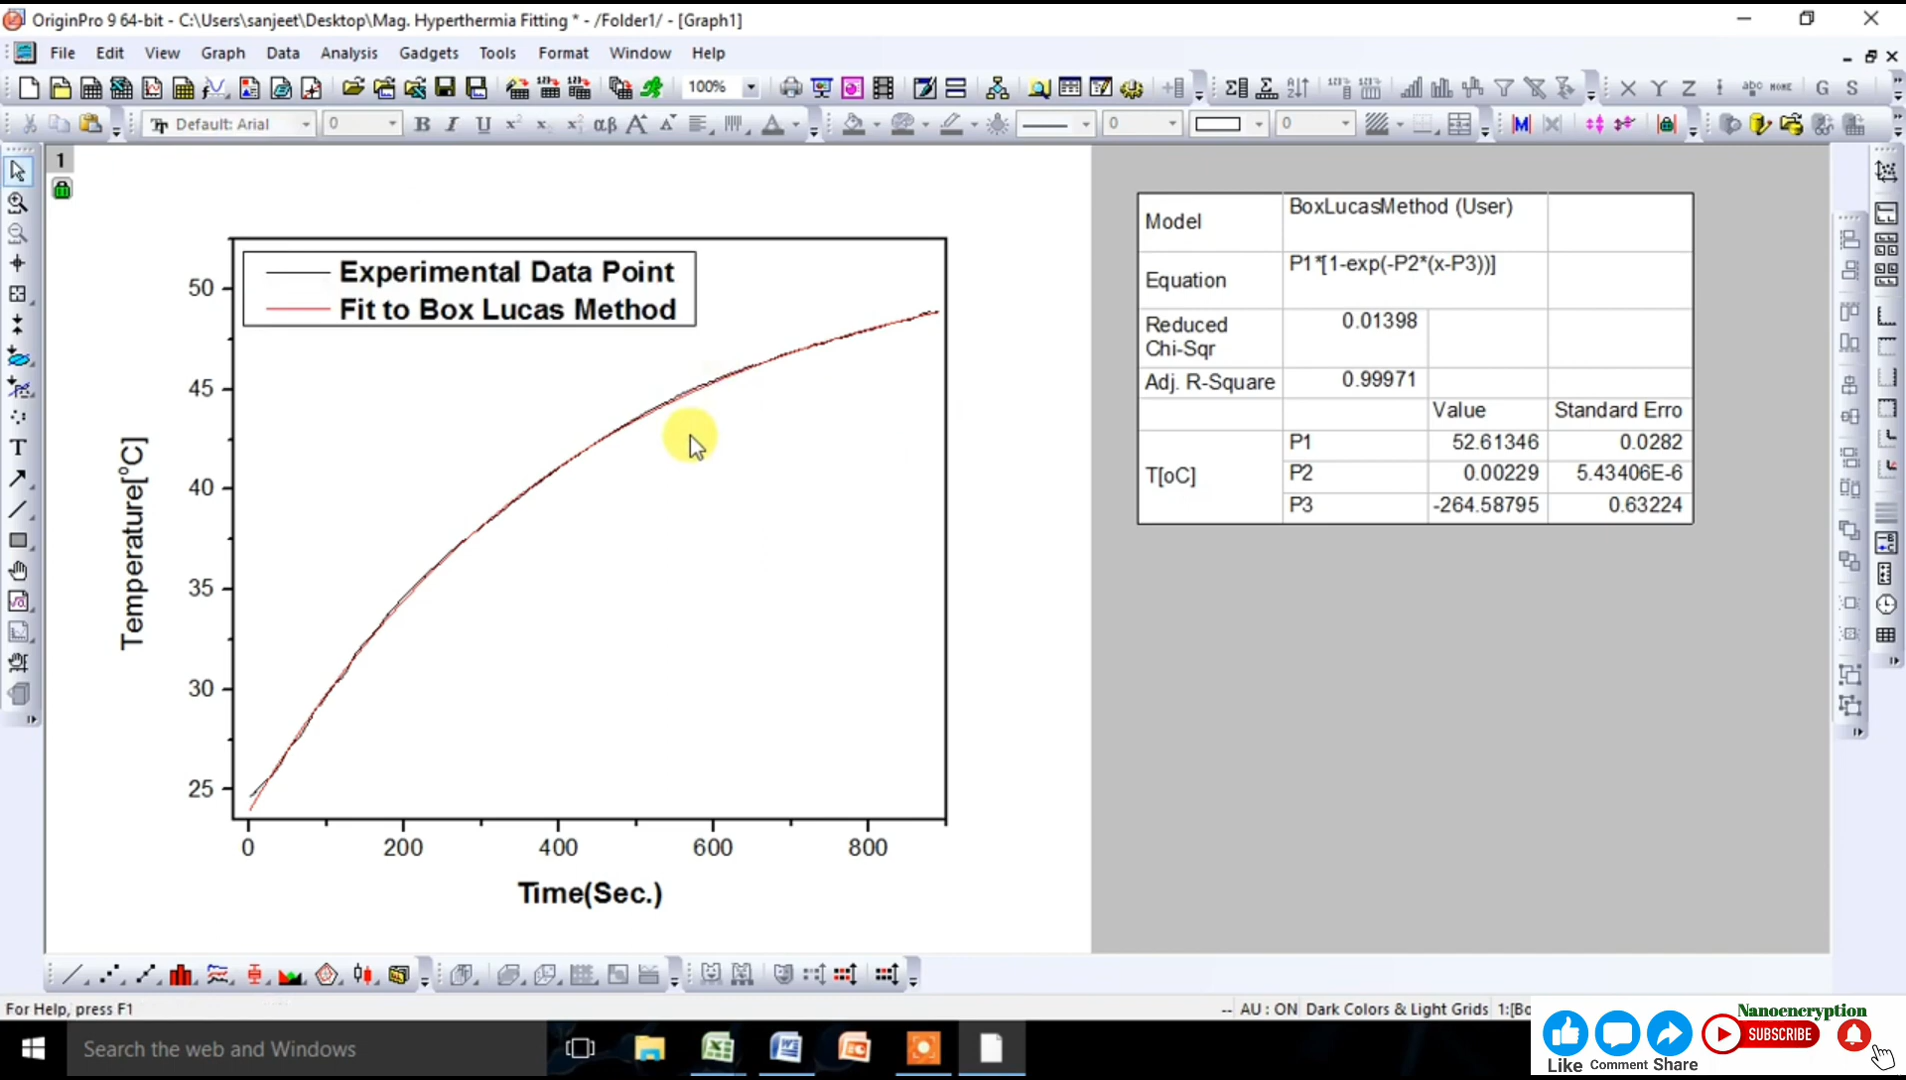 OriginPro 9 64-bit - C:\Users\sanjeet\Desktop\Mag. Hyperthermia Fitting * - /Folder1/ - [Graph1]
File Edit View Graph Data Analysis Gadgets Tools Format Window Help
100%
Default: Arial 0 B I U αβ A A 0 0
1
Experimental Data Point
Fit to Box Lucas Method
50
45
40
35
30
25
Temperature[oC]
0 200 400 600 800
Time(Sec.)
Model BoxLucasMethod (User)
Equation P1*[1-exp(-P2*(x-P3))]
Reduced Chi-Sqr 0.01398
Adj. R-Square 0.99971
Value Standard Erro
T[oC] P1 52.61346 0.0282
P2 0.00229 5.43406E-6
P3 -264.58795 0.63224
For Help, press F1
-- AU : ON Dark Colors & Light Grids 1:[Bo
Nanoencryption
Like Comment Share SUBSCRIBE
Search the web and Windows